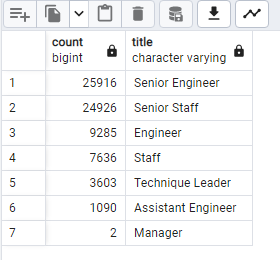 count title
bigint character varying
1 25916 Senior Engineer
2 24926 Senior Staff
3 9285 Engineer
4 7636 Staff
5 3603 Technique Leader
6 1090 Assistant Engineer
7 2 Manager